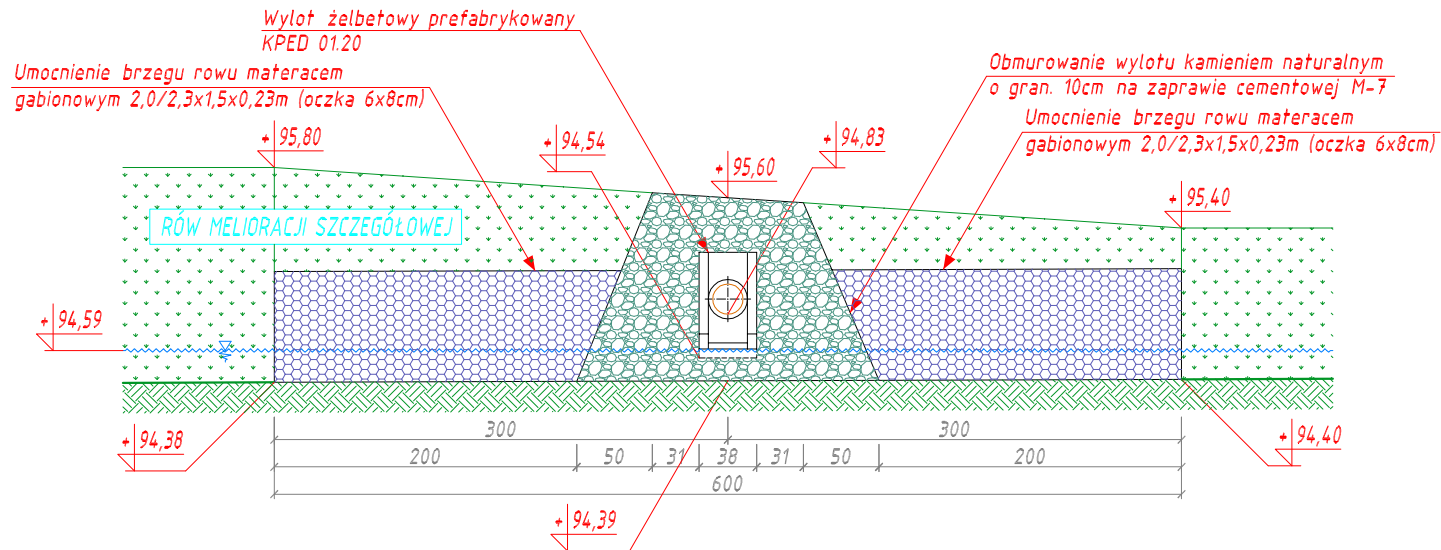 Wylot żelbetowy prefabrykowany
KPED 01.20
Umocnienie brzegu rowu materacem
gabionowym 2,0/2,3x1,5x0,23m (oczka 6x8cm)
Obmurowanie wylotu kamieniem naturalnym
o gran. 10cm na zaprawie cementowej M-7
Umocnienie brzegu rowu materacem
gabionowym 2,0/2,3x1,5x0,23m (oczka 6x8cm)
+95,80
+94,54
+94,83
+95,60
+95,40
RÓW MELIORACJI SZCZEGÓŁOWEJ
+94,59
+94,38
300
300
+94,40
200
50
31
38
31
50
200
600
+94,39